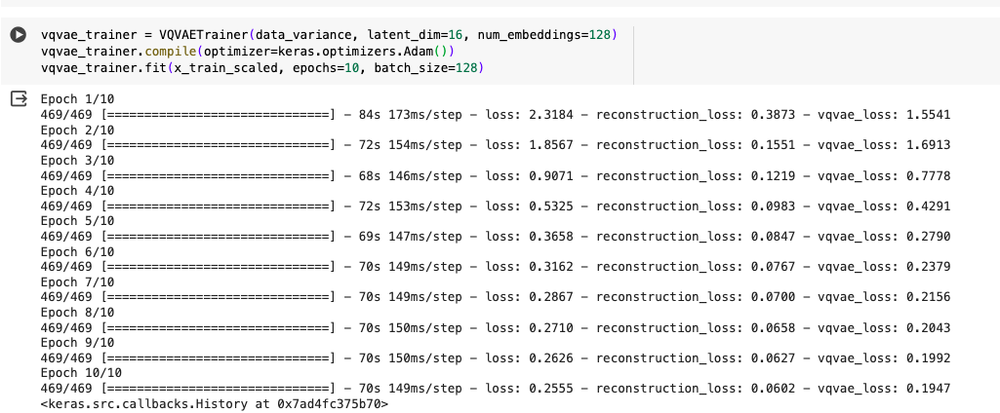 vqvae_trainer = VQVAETrainer(data_variance, latent_dim=16, num_embeddings=128)
vqvae_trainer.compile(optimizer=keras.optimizers.Adam())
vqvae_trainer.fit(x_train_scaled, epochs=10, batch_size=128)
Epoch 1/10
469/469 [==============================] - 84s 173ms/step - loss: 2.3184 - reconstruction_loss: 0.3873 - vqvae_loss: 1.5541
Epoch 2/10
469/469 [==============================] - 72s 154ms/step - loss: 1.8567 - reconstruction_loss: 0.1551 - vqvae_loss: 1.6913
Epoch 3/10
469/469 [==============================] - 68s 146ms/step - loss: 0.9071 - reconstruction_loss: 0.1219 - vqvae_loss: 0.7778
Epoch 4/10
469/469 [==============================] - 72s 153ms/step - loss: 0.5325 - reconstruction_loss: 0.0983 - vqvae_loss: 0.4291
Epoch 5/10
469/469 [==============================] - 69s 147ms/step - loss: 0.3658 - reconstruction_loss: 0.0847 - vqvae_loss: 0.2790
Epoch 6/10
469/469 [==============================] - 70s 149ms/step - loss: 0.3162 - reconstruction_loss: 0.0767 - vqvae_loss: 0.2379
Epoch 7/10
469/469 [==============================] - 70s 149ms/step - loss: 0.2867 - reconstruction_loss: 0.0700 - vqvae_loss: 0.2156
Epoch 8/10
469/469 [==============================] - 70s 150ms/step - loss: 0.2710 - reconstruction_loss: 0.0658 - vqvae_loss: 0.2043
Epoch 9/10
469/469 [==============================] - 70s 150ms/step - loss: 0.2626 - reconstruction_loss: 0.0627 - vqvae_loss: 0.1992
Epoch 10/10
469/469 [==============================] - 70s 149ms/step - loss: 0.2555 - reconstruction_loss: 0.0602 - vqvae_loss: 0.1947
<keras.src.callbacks.History at 0x7ad4fc375b70>